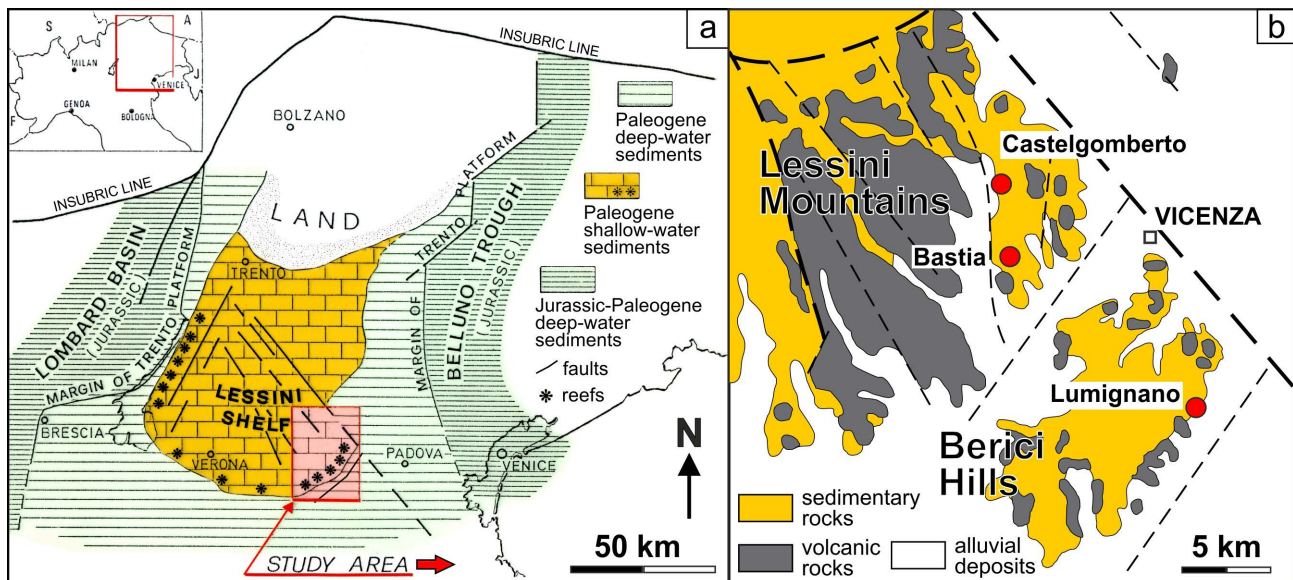 a
S
A
MILAN
VENICE
J
GENOA
BOLOGNA
F
INSUBRIC LINE
BOLZANO
INSUBRIC LINE
LAND
TRENTO
LOMBARD BASIN
(JURASSIC)
MARGIN OF TRENTO PLATFORM
MARGIN OF TRENTO PLATFORM
BELLUNO TROUGH
(JURASSIC)
LESSINI
SHELF
BRESCIA
VERONA
PADOVA
VENICE
Paleogene
deep-water
sediments
Paleogene
shallow-water
sediments
Jurassic-Paleogene
deep-water
sediments
faults
reefs
N
STUDY AREA
50 km
b
Lessini
Mountains
Castelgomberto
VICENZA
Bastia
Lumignano
Berici
Hills
sedimentary
rocks
volcanic
rocks
alluvial
deposits
5 km